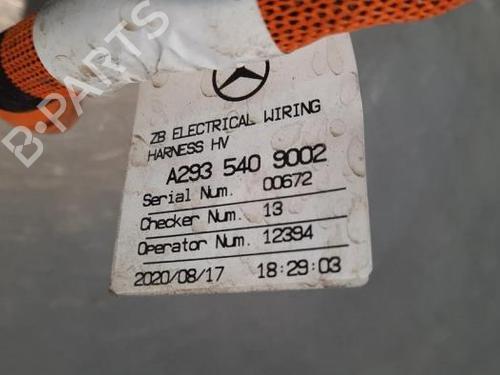 B-PARTS
ZB ELECTRICAL WIRING
HARNESS HV
A293 540 9002
Serial Num. 00672
Checker Num. 13
Operator Num. 12394
2020/08/17 18:29:03